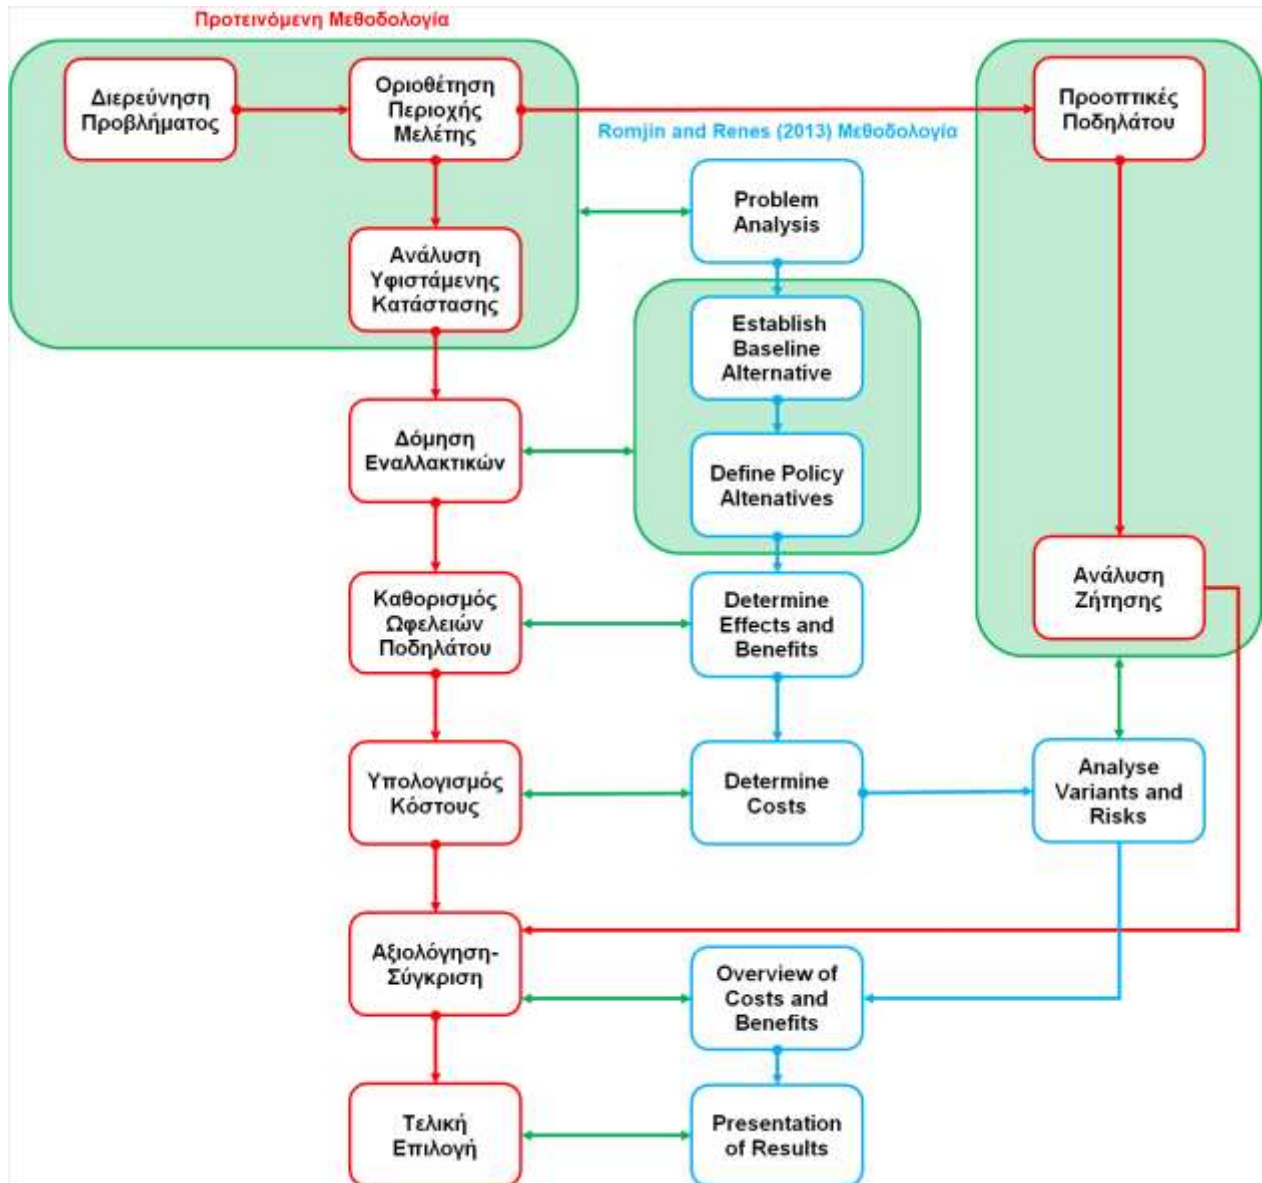 Προτεινόμενη Μεθοδολογία
Διερεύνηση
Προβλήματος
Οριοθέτηση
Περιοχής
Μελέτης
Προοπτικές
Ποδηλάτου
Romjin and Renes (2013) Μεθοδολογία
Problem
Analysis
Ανάλυση
Υφιστάμενης
Κατάστασης
Establish
Baseline
Alternative
Δόμηση
Εναλλακτικών
Define Policy
Altenatives
Ανάλυση
Ζήτησης
Καθορισμός
Ωφελειών
Ποδηλάτου
Determine
Effects and
Benefits
Υπολογισμός
Κόστους
Determine
Costs
Analyse
Variants and
Risks
Αξιολόγηση-
Σύγκριση
Overview of
Costs and
Benefits
Τελική
Επιλογή
Presentation
of Results